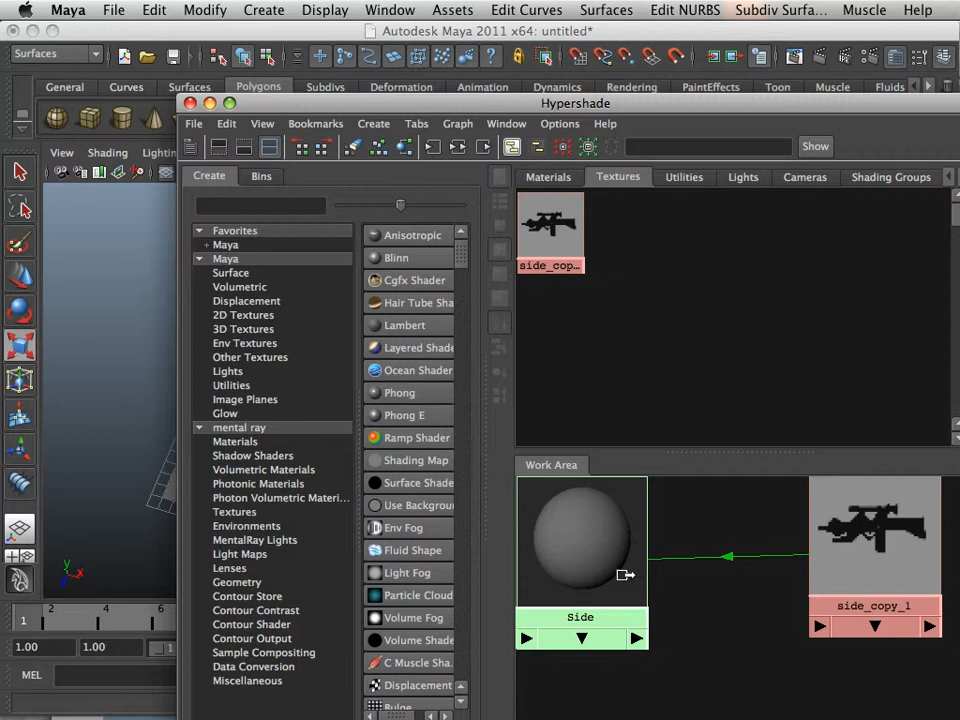 Maya File Edit Modify Create Display Window Assets Edit Curves Surfaces Edit NURBS Subdiv Surfa... Muscle Help
Autodesk Maya 2011 x64: untitled*
Surfaces
General Curves Surfaces Polygons Subdivs Deformation Animation Dynamics Rendering PaintEffects Toon Muscle Fluids
Hypershade
File Edit View Bookmarks Create Tabs Graph Window Options Help
Show
View Shading Lightin
Create Bins
Materials Textures Utilities Lights Cameras Shading Groups
Favorites
Maya
Maya
Surface
Volumetric
Displacement
2D Textures
3D Textures
Env Textures
Other Textures
Lights
Utilities
Image Planes
Glow
mental ray
Materials
Shadow Shaders
Volumetric Materials
Photonic Materials
Photon Volumetric Materi...
Textures
Environments
MentalRay Lights
Light Maps
Lenses
Geometry
Contour Store
Contour Contrast
Contour Shader
Contour Output
Sample Compositing
Data Conversion
Miscellaneous
Anisotropic
Blinn
Cgfx Shader
Hair Tube Sha
Lambert
Layered Shade
Ocean Shader
Phong
Phong E
Ramp Shader
Shading Map
Surface Shade
Use Backgrou
Env Fog
Fluid Shape
Light Fog
Particle Cloud
Volume Fog
Volume Shade
C Muscle Sha.
Displacement
Bulge
side_cop...
Work Area
Side
side_copy_1
y
x
z
2 4 6
1
1.00 1.00 1
MEL